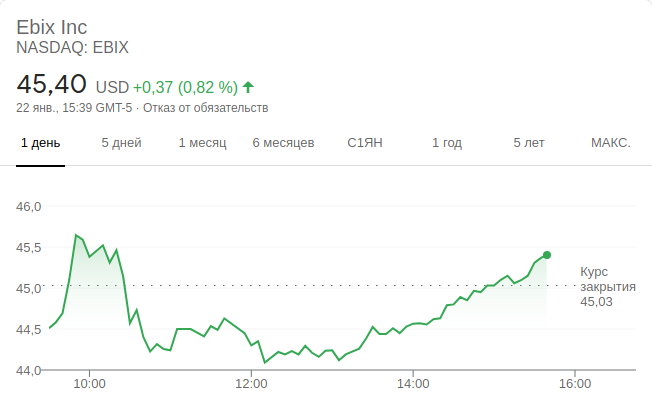 Ebix Inc
NASDAQ: EBIX
45,40 USD +0,37 (0,82 %)
22 янв., 15:39 GMT-5 · Отказ от обязательств
1 день 5 дней 1 месяц 6 месяцев С1ЯН 1 год 5 лет МАКС.
46,0
45,5
45,0
44,5
44,0
Курс
закрытия
45,03
10:00 12:00 14:00 16:00